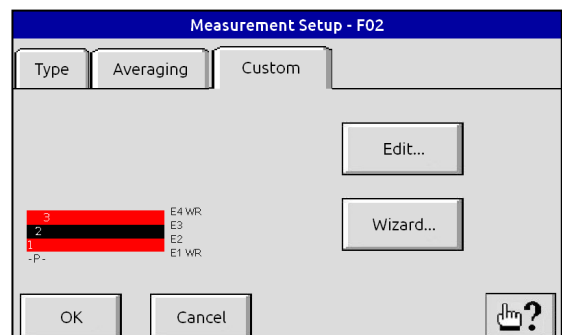 Measurement Setup - F02
Type Averaging Custom
Edit...
Wizard...
3
2
1
-P-
E4 WR
E3
E2
E1 WR
OK Cancel
?